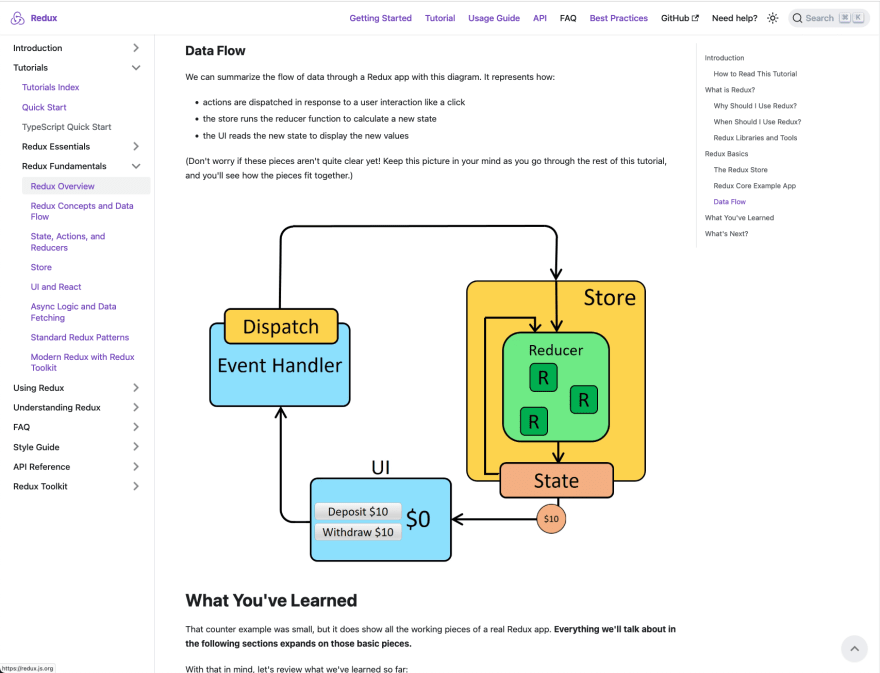 Redux
Getting Started
Tutorial
Usage Guide
API
FAQ
Best Practices
GitHub
Need help?
Search ⌘ K
Introduction
Tutorials
Tutorials Index
Quick Start
TypeScript Quick Start
Redux Essentials
Redux Fundamentals
Redux Overview
Redux Concepts and Data
Flow
State, Actions, and
Reducers
Store
UI and React
Async Logic and Data
Fetching
Standard Redux Patterns
Modern Redux with Redux
Toolkit
Using Redux
Understanding Redux
FAQ
Style Guide
API Reference
Redux Toolkit
https://redux.js.org
Data Flow
We can summarize the flow of data through a Redux app with this diagram. It represents how:
• actions are dispatched in response to a user interaction like a click
• the store runs the reducer function to calculate a new state
• the UI reads the new state to display the new values
(Don't worry if these pieces aren't quite clear yet! Keep this picture in your mind as you go through the rest of this tutorial,
and you'll see how the pieces fit together.)
Store
Dispatch
Event Handler
Reducer
R
R
R
State
$10
UI
Deposit $10
Withdraw $10
$0
What You've Learned
That counter example was small, but it does show all the working pieces of a real Redux app. Everything we'll talk about in
the following sections expands on those basic pieces.
With that in mind, let's review what we've learned so far:
Introduction
How to Read This Tutorial
What is Redux?
Why Should I Use Redux?
When Should I Use Redux?
Redux Libraries and Tools
Redux Basics
The Redux Store
Redux Core Example App
Data Flow
What You've Learned
What's Next?